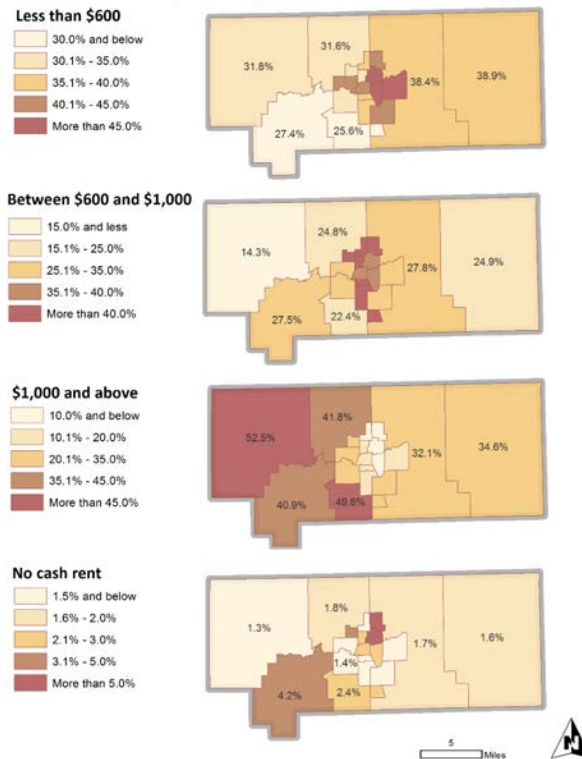 Less than $600
30.0% and below
30.1% - 35.0%
35.1% - 40.0%
40.1% - 45.0%
More than 45.0%
31.8%
31.6%
38.4%
38.9%
27.4%
25.6%
Between $600 and $1,000
15.0% and less
15.1% - 25.0%
25.1% - 35.0%
35.1% - 40.0%
More than 40.0%
14.3%
24.8%
27.8%
24.9%
27.5%
22.4%
$1,000 and above
10.0% and below
10.1% - 20.0%
20.1% - 35.0%
35.1% - 45.0%
More than 45.0%
52.5%
41.8%
32.1%
34.6%
40.9%
49.6%
No cash rent
1.5% and below
1.6% - 2.0%
2.1% - 3.0%
3.1% - 5.0%
More than 5.0%
1.3%
1.8%
1.7%
1.6%
1.4%
4.2%
2.4%
5
Miles
N